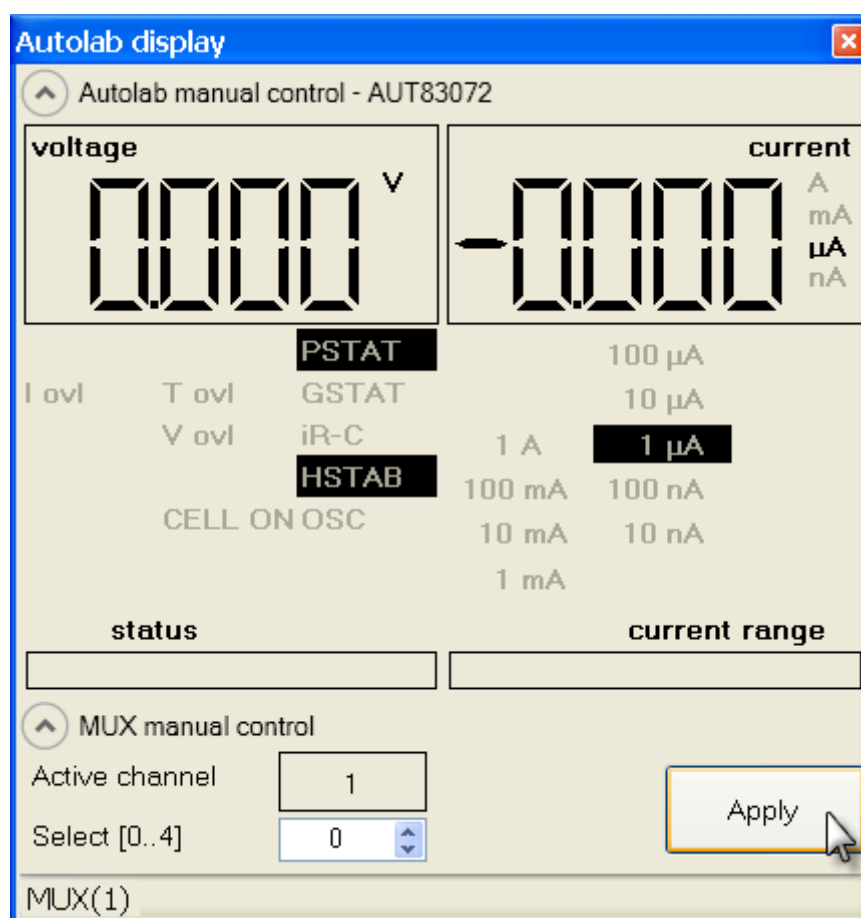 Autolab display
Autolab manual control - AUT83072
voltage current
0.000 V -0.000 A
mA
µA
nA
PSTAT 100 µA
I ovl T ovl GSTAT 10 µA
V ovl iR-C 1 A 1 µA
HSTAB 100 mA 100 nA
CELL ON OSC 10 mA 10 nA
1 mA
status current range
MUX manual control
Active channel 1
Apply
Select [0..4] 0
MUX(1)